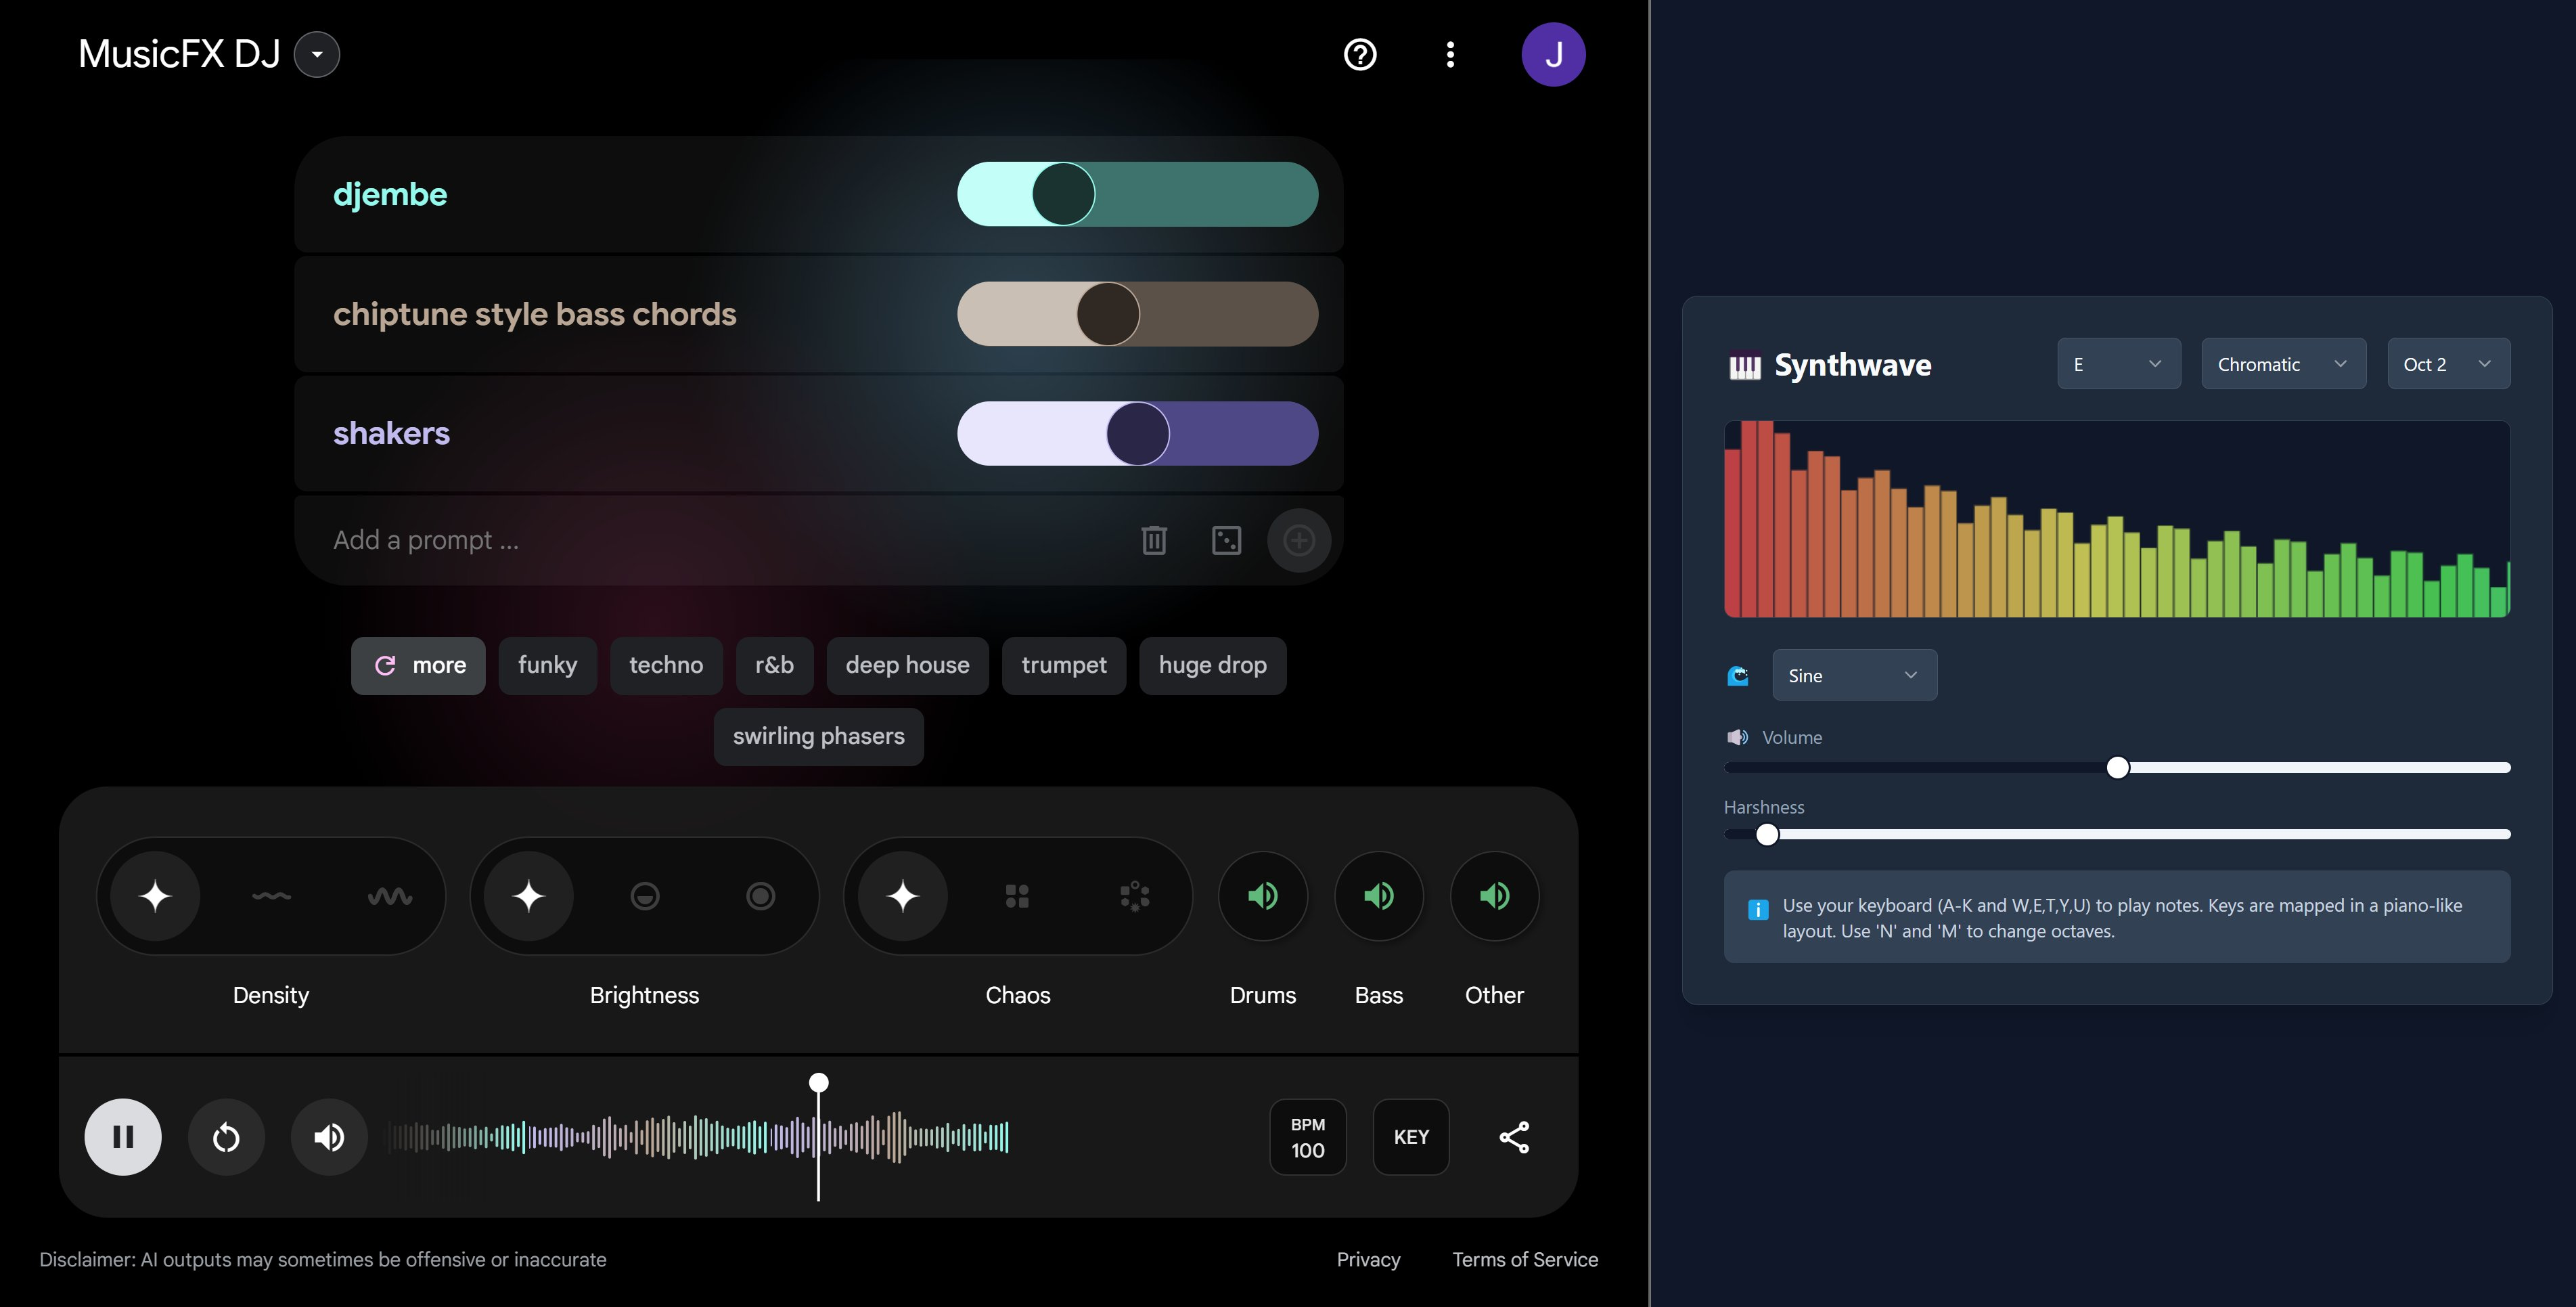 MusicFX DJ
J
djembe
chiptune style bass chords
shakers
Add a prompt ...
more
funky
techno
r&b
deep house
trumpet
huge drop
swirling phasers
Density
Brightness
Chaos
Drums
Bass
Other
BPM
100
KEY
Disclaimer: AI outputs may sometimes be offensive or inaccurate
Privacy
Terms of Service
Synthwave
E
Chromatic
Oct 2
Sine
Volume
Harshness
Use your keyboard (A-K and W,E,T,Y,U) to play notes. Keys are mapped in a piano-like
layout. Use 'N' and 'M' to change octaves.